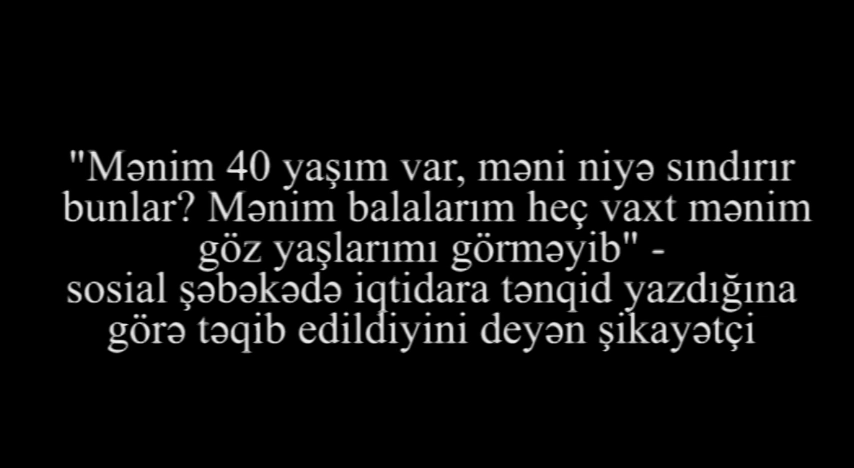 "Mənim 40 yaşım var, məni niyə sındırır
bunlar? Mənim balalarım heç vaxt mənim
göz yaşlarımı görməyib" -
sosial şəbəkədə iqtidara tənqid yazdığına
görə təqib edildiyini deyən şikayətçi